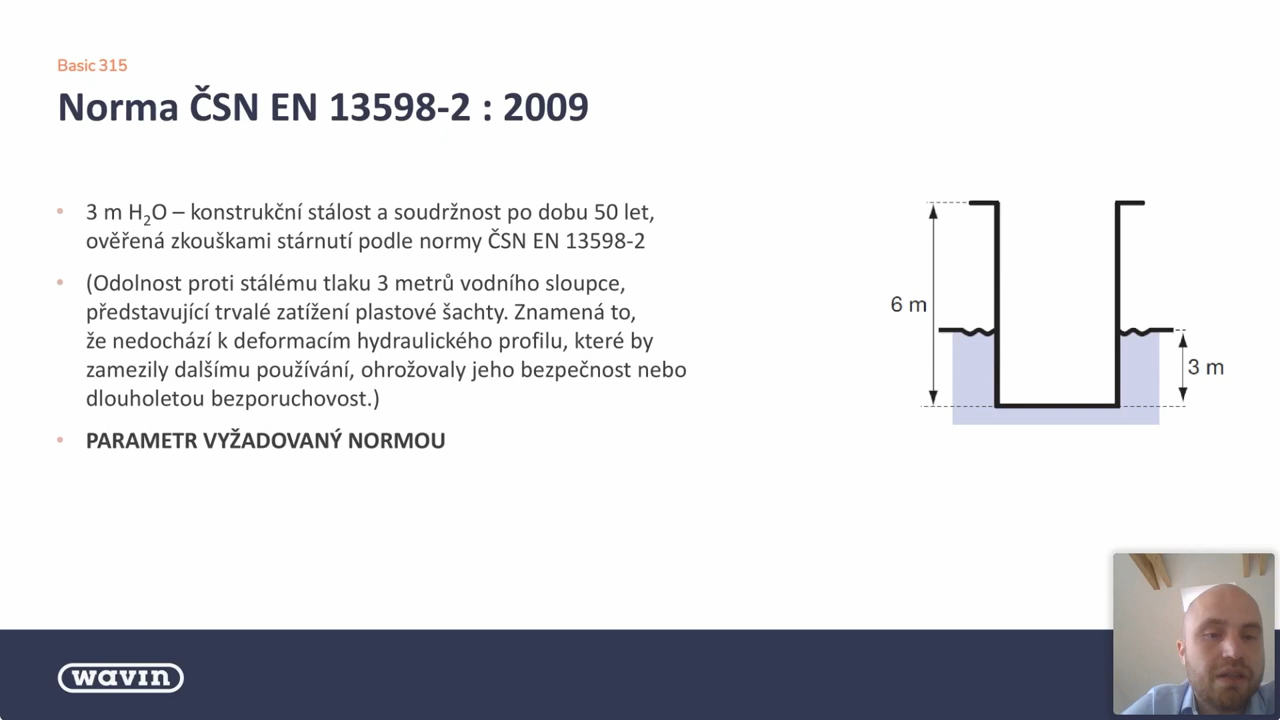 Basic 315
Norma ČSN EN 13598-2 : 2009
• 3 m H₂O – konstrukční stálost a soudržnost po dobu 50 let,
ověřená zkouškami stárnutí podle normy ČSN EN 13598-2
• (Odolnost proti stálému tlaku 3 metrů vodního sloupce,
představující trvalé zatížení plastové šachty. Znamená to,
že nedochází k deformacím hydraulického profilu, které by
zamezily dalšímu používání, ohrožovaly jeho bezpečnost nebo
dlouholetou bezporuchovost.)
• PARAMETR VYŽADOVANÝ NORMOU
6 m
3 m
wavin